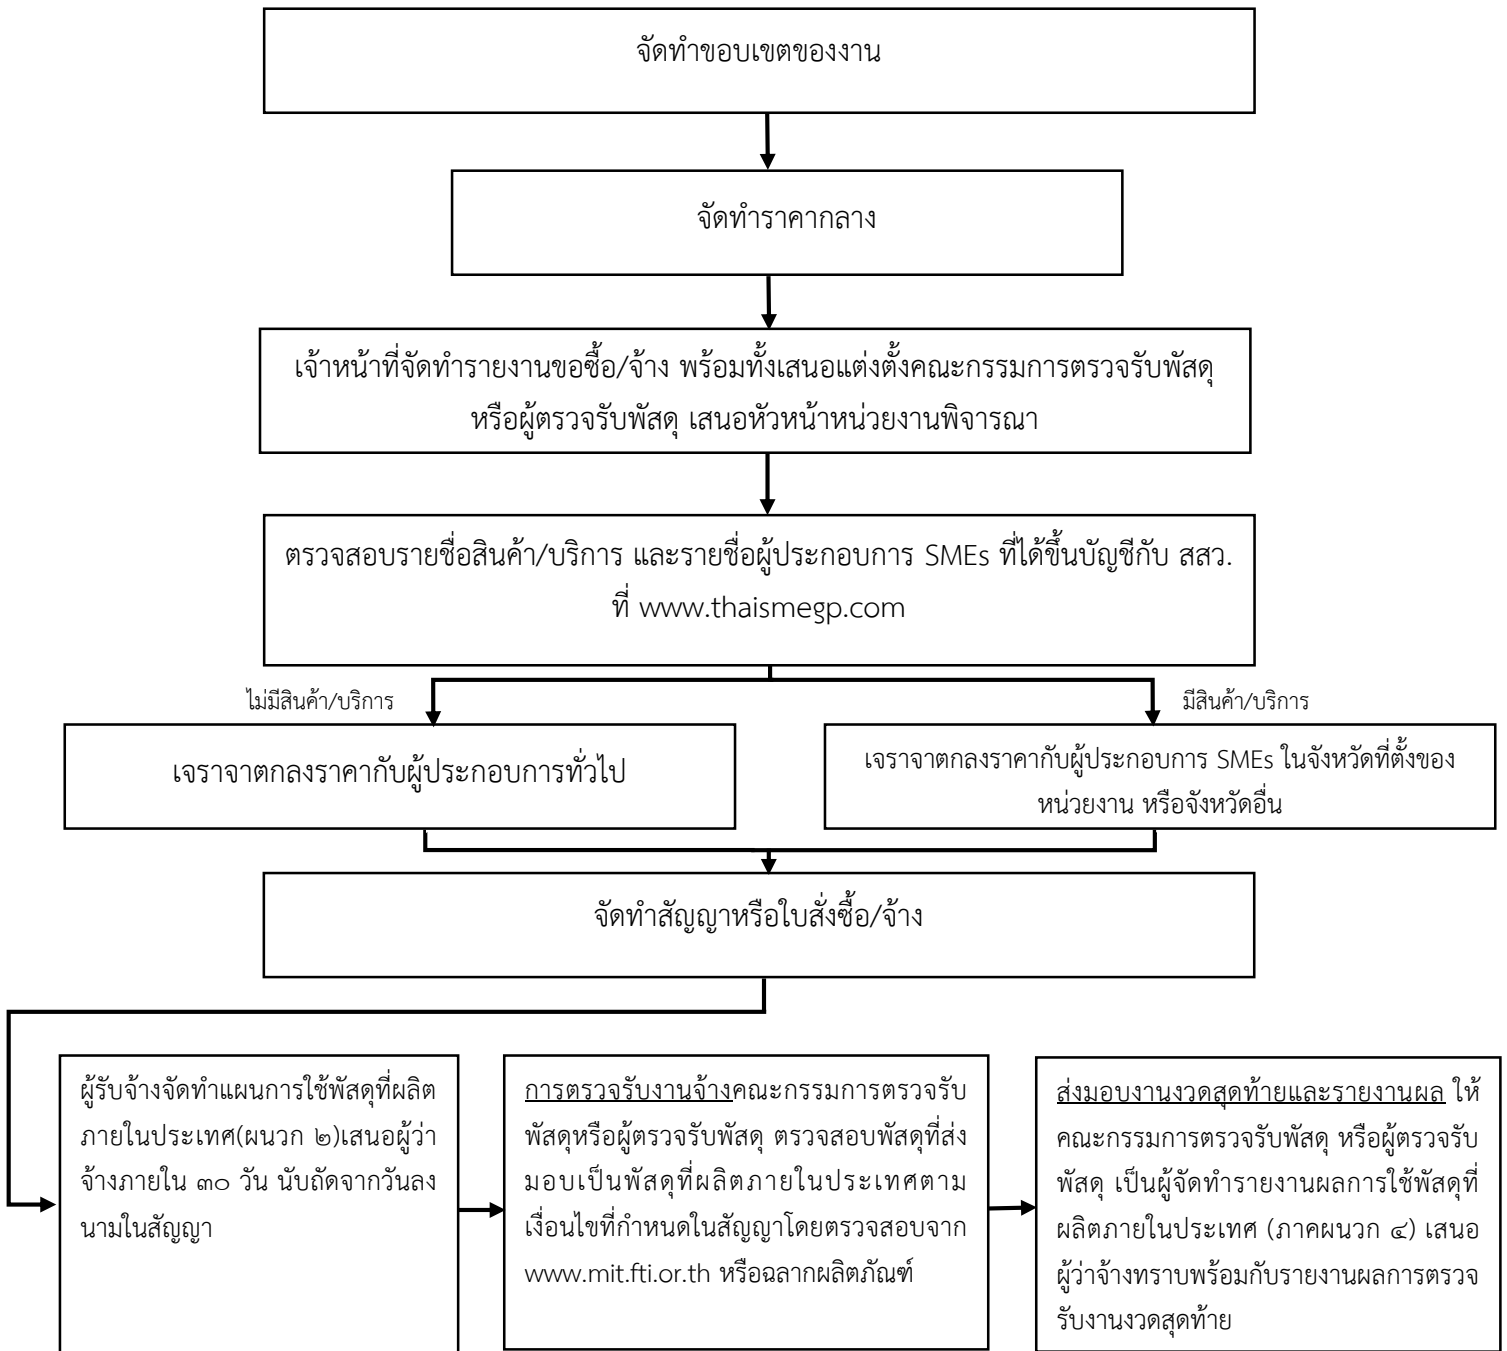 จัดทำขอบเขตของงาน
จัดทำราคากลาง
เจ้าหน้าที่จัดทำรายงานขอซื้อ/จ้าง พร้อมทั้งเสนอแต่งตั้งคณะกรรมการตรวจรับพัสดุ
หรือผู้ตรวจรับพัสดุ เสนอหัวหน้าหน่วยงานพิจารณา
ตรวจสอบรายชื่อสินค้า/บริการ และรายชื่อผู้ประกอบการ SMEs ที่ได้ขึ้นบัญชีกับ สสว.
ที่ www.thaismegp.com
ไม่มีสินค้า/บริการ
มีสินค้า/บริการ
เจราจาตกลงราคากับผู้ประกอบการทั่วไป
เจราจาตกลงราคากับผู้ประกอบการ SMEs ในจังหวัดที่ตั้งของ
หน่วยงาน หรือจังหวัดอื่น
จัดทำสัญญาหรือใบสั่งซื้อ/จ้าง
ผู้รับจ้างจัดทำแผนการใช้พัสดุที่ผลิต
ภายในประเทศ(ผนวก ๒)เสนอผู้ว่า
จ้างภายใน ๓๐ วัน นับถัดจากวันลง
นามในสัญญา
การตรวจรับงานจ้างคณะกรรมการตรวจรับ
พัสดุหรือผู้ตรวจรับพัสดุ ตรวจสอบพัสดุที่ส่ง
มอบเป็นพัสดุที่ผลิตภายในประเทศตาม
เงื่อนไขที่กำหนดในสัญญาโดยตรวจสอบจาก
www.mit.fti.or.th หรือฉลากผลิตภัณฑ์
ส่งมอบงานงวดสุดท้ายและรายงานผล ให้
คณะกรรมการตรวจรับพัสดุ หรือผู้ตรวจรับ
พัสดุ เป็นผู้จัดทำรายงานผลการใช้พัสดุที่
ผลิตภายในประเทศ (ภาคผนวก ๔) เสนอ
ผู้ว่าจ้างทราบพร้อมกับรายงานผลการตรวจ
รับงานงวดสุดท้าย